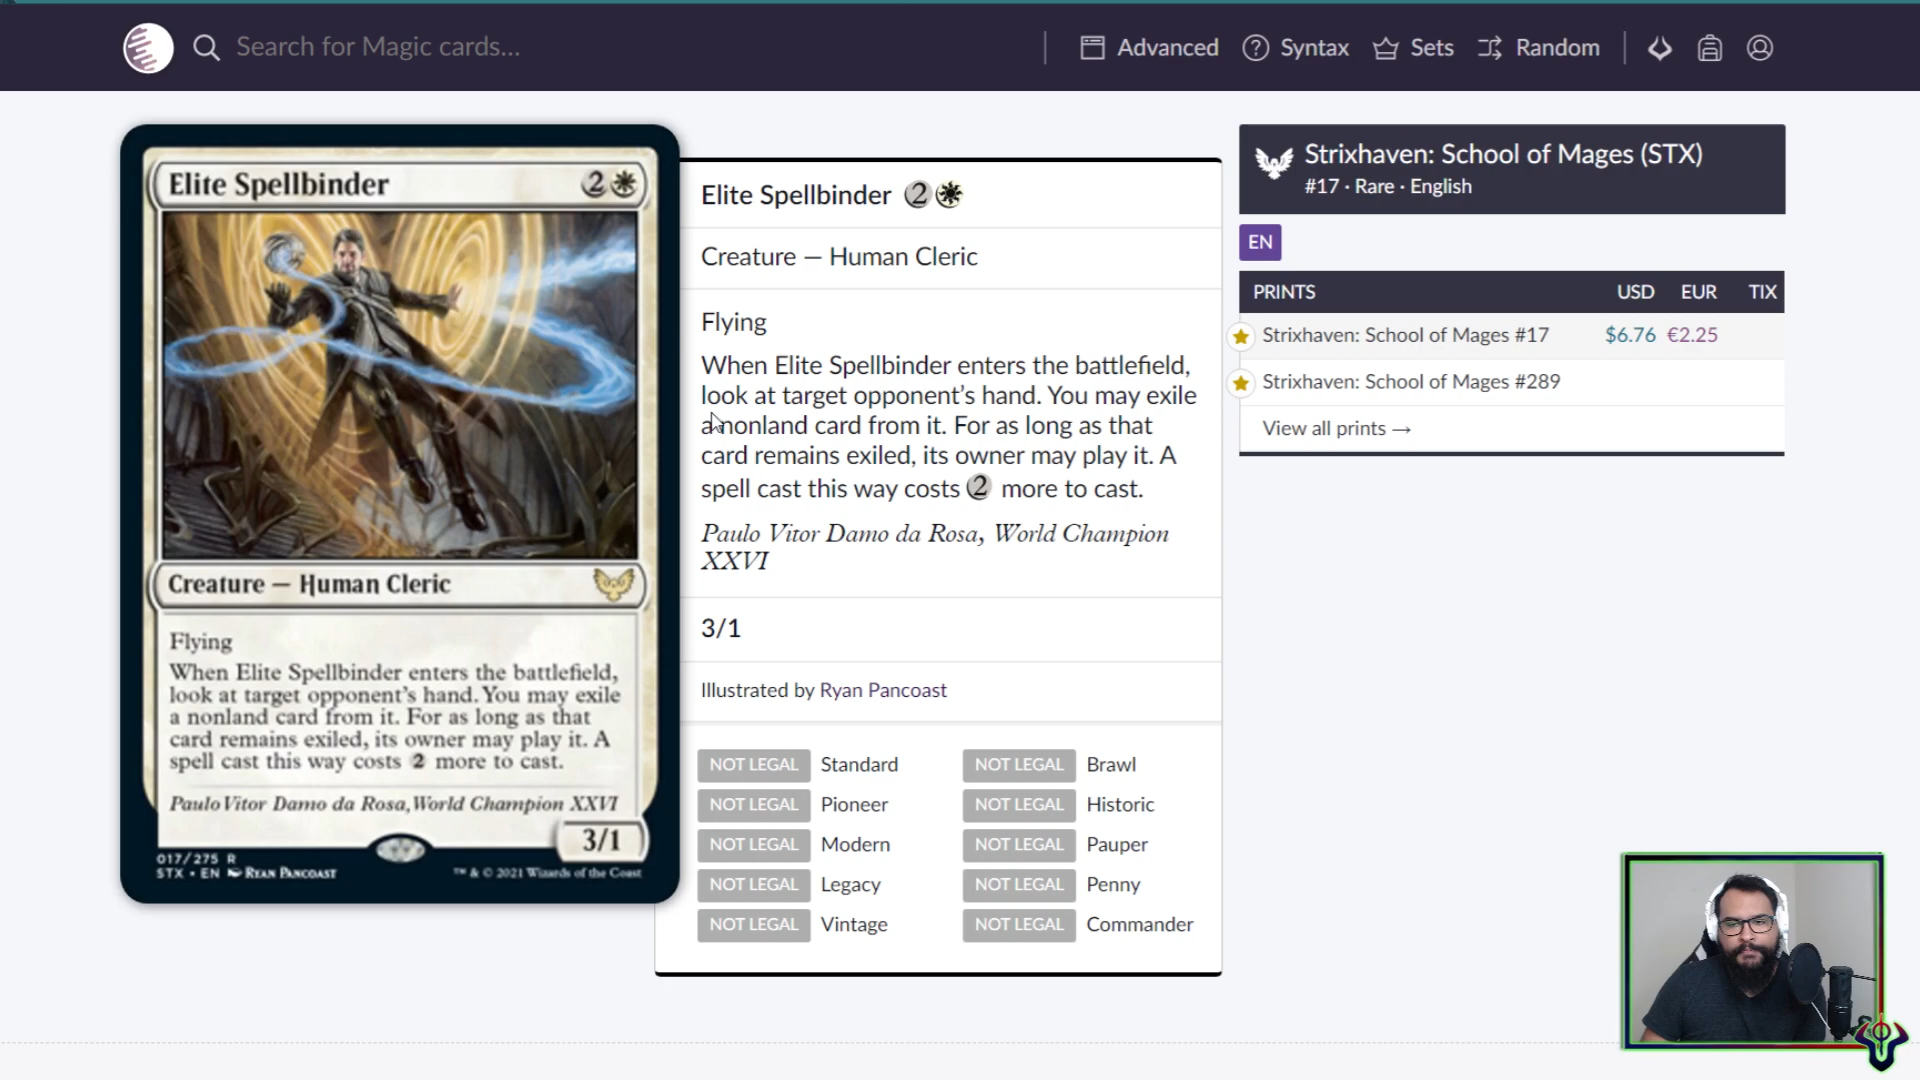 Search for Magic cards...
Advanced
Syntax
Sets
Random
Elite Spellbinder 2
Creature — Human Cleric
Flying
When Elite Spellbinder enters the battlefield,
look at target opponent's hand. You may exile
a nonland card from it. For as long as that
card remains exiled, its owner may play it. A
spell cast this way costs 2 more to cast.
Paulo Vitor Damo da Rosa, World Champion XXVI
3/1
017/275 R
STX • EN Ryan Pancoast
™ & © 2021 Wizards of the Coast
Elite Spellbinder 2
Creature — Human Cleric
Flying
When Elite Spellbinder enters the battlefield,
look at target opponent’s hand. You may exile
a nonland card from it. For as long as that
card remains exiled, its owner may play it. A
spell cast this way costs 2 more to cast.
Paulo Vitor Damo da Rosa, World Champion
XXVI
3/1
Illustrated by Ryan Pancoast
NOT LEGAL Standard NOT LEGAL Brawl
NOT LEGAL Pioneer NOT LEGAL Historic
NOT LEGAL Modern NOT LEGAL Pauper
NOT LEGAL Legacy NOT LEGAL Penny
NOT LEGAL Vintage NOT LEGAL Commander
Strixhaven: School of Mages (STX)
#17 · Rare · English
EN
PRINTS USD EUR TIX
Strixhaven: School of Mages #17 $6.76 €2.25
Strixhaven: School of Mages #289
View all prints →